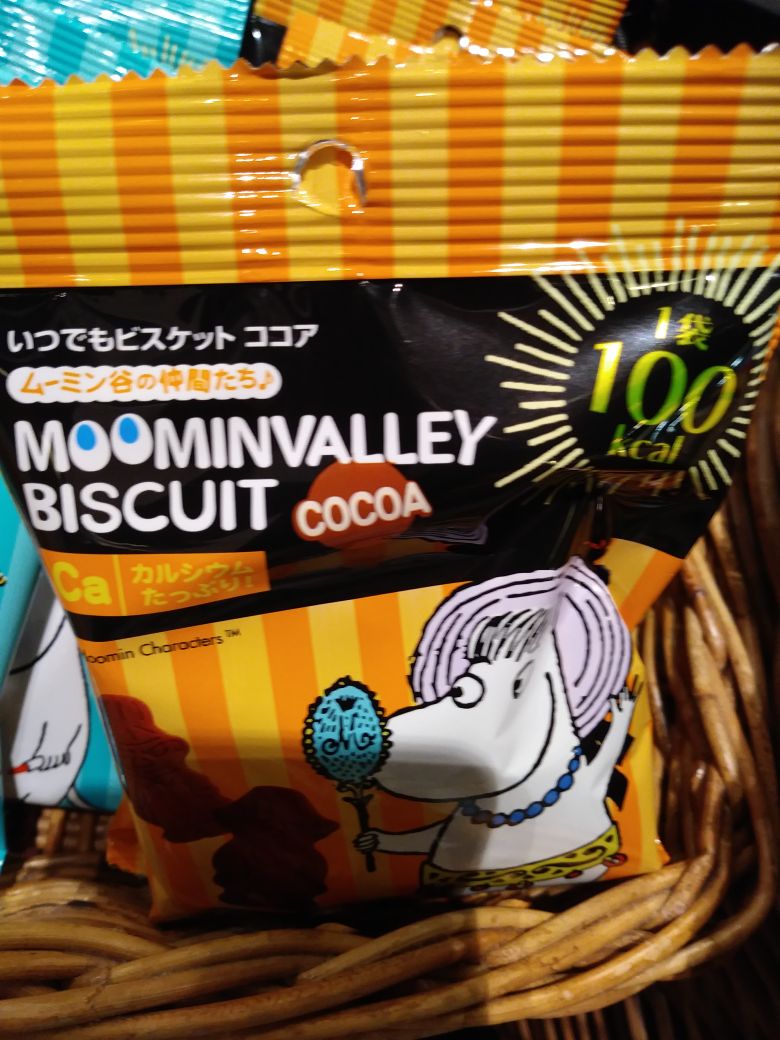 いつでもビスケット ココア
ムーミン谷の仲間たち♪
MOOMINVALLEY
BISCUIT COCOA
1袋
100
kcal
Ca
カルシウム
たっぷり!
Moomin Characters™